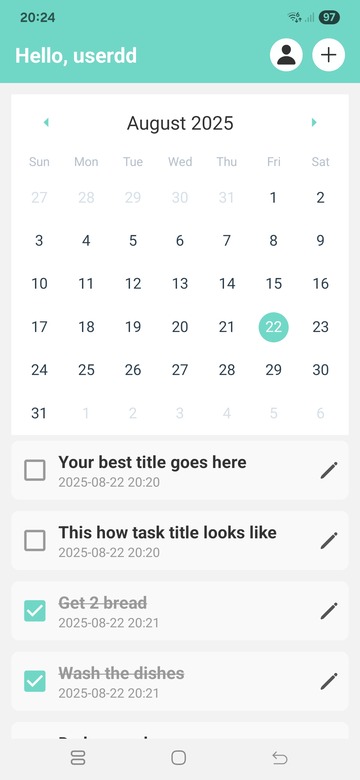 20:24
97
Hello, userdd
August 2025
Sun Mon Tue Wed Thu Fri Sat
27 28 29 30 31 1 2
3 4 5 6 7 8 9
10 11 12 13 14 15 16
17 18 19 20 21 22 23
24 25 26 27 28 29 30
31 1 2 3 4 5 6
Your best title goes here
2025-08-22 20:20
This how task title looks like
2025-08-22 20:20
Get 2 bread
2025-08-22 20:21
Wash the dishes
2025-08-22 20:21